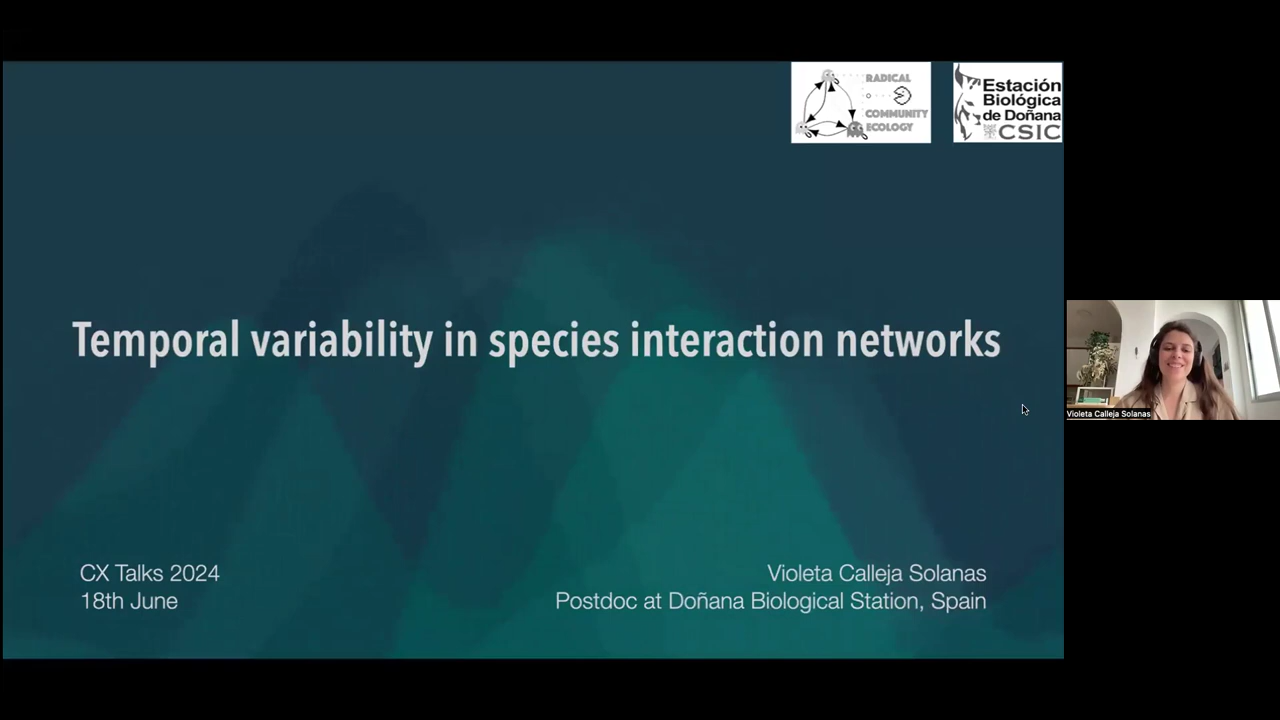 RADICAL
COMMUNITY
ECOLOGY
Estación
Biológica
de Doñana
CSIC
Temporal variability in species interaction networks
CX Talks 2024
18th June
Violeta Calleja Solanas
Postdoc at Doñana Biological Station, Spain
Violeta Calleja Solanas